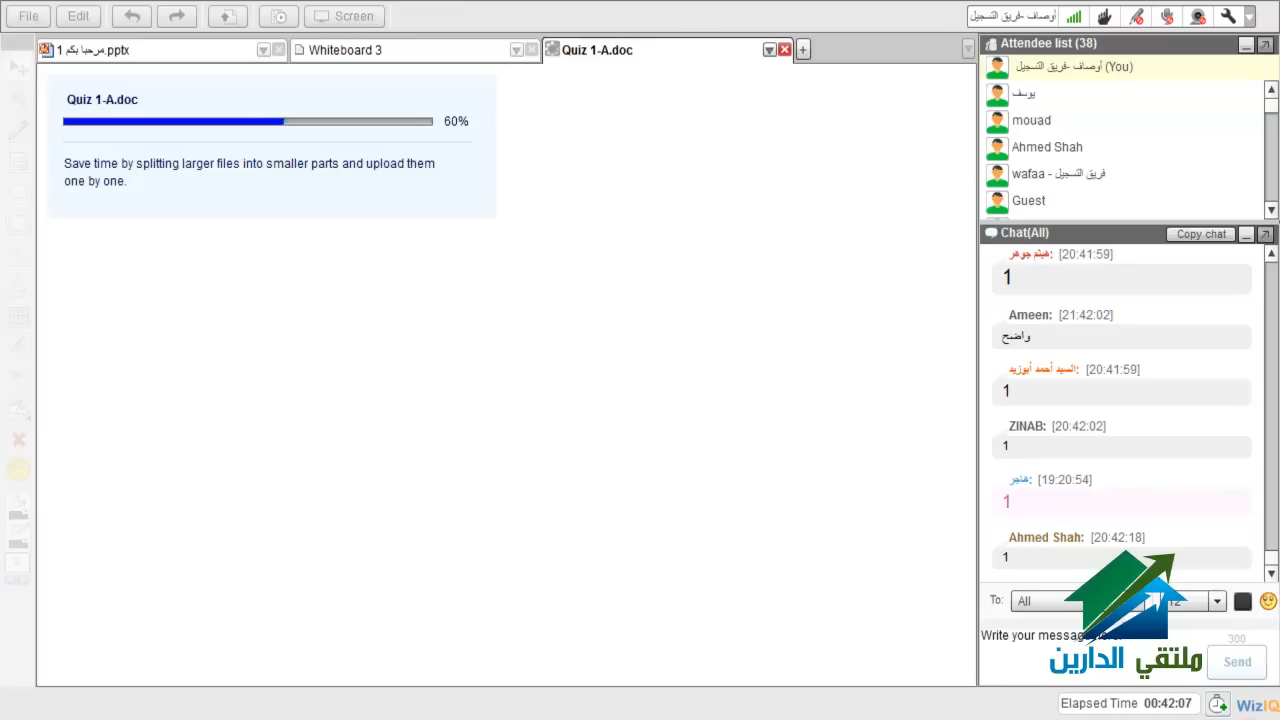 File Edit Screen أوصاف -فريق التسجيل
1 مرحبا بكم.pptx Whiteboard 3 Quiz 1-A.doc
Quiz 1-A.doc
60%
Save time by splitting larger files into smaller parts and upload them
one by one.
Attendee list (38)
أوصاف -فريق التسجيل (You)
يوسف
mouad
Ahmed Shah
wafaa - فريق التسجيل
Guest
Chat(All) Copy chat
هيثم جوهر: [20:41:59]
1
Ameen: [21:42:02]
واضح
السيد أحمد أبوزيد: [20:41:59]
1
ZINAB: [20:42:02]
1
هاجر: [19:20:54]
1
Ahmed Shah: [20:42:18]
1
To: All 12
Write your message here.
300
Send
ملتقي الدارين
Elapsed Time 00:42:07 WizIQ